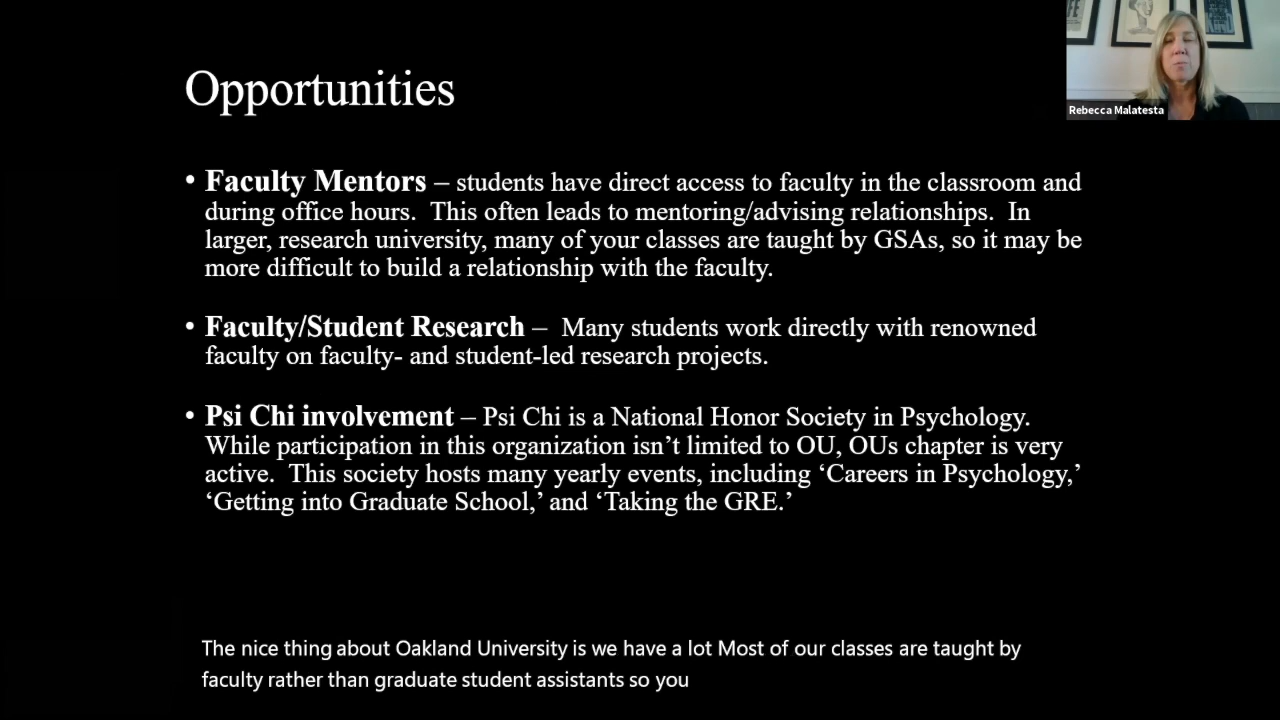 Opportunities
Rebecca Malatesta
• Faculty Mentors – students have direct access to faculty in the classroom and
during office hours.  This often leads to mentoring/advising relationships.  In
larger, research university, many of your classes are taught by GSAs, so it may be
more difficult to build a relationship with the faculty.
• Faculty/Student Research –  Many students work directly with renowned
faculty on faculty- and student-led research projects.
• Psi Chi involvement – Psi Chi is a National Honor Society in Psychology.
While participation in this organization isn’t limited to OU, OUs chapter is very
active.  This society hosts many yearly events, including ‘Careers in Psychology,’
‘Getting into Graduate School,’ and ‘Taking the GRE.’
The nice thing about Oakland University is we have a lot Most of our classes are taught by
faculty rather than graduate student assistants so you